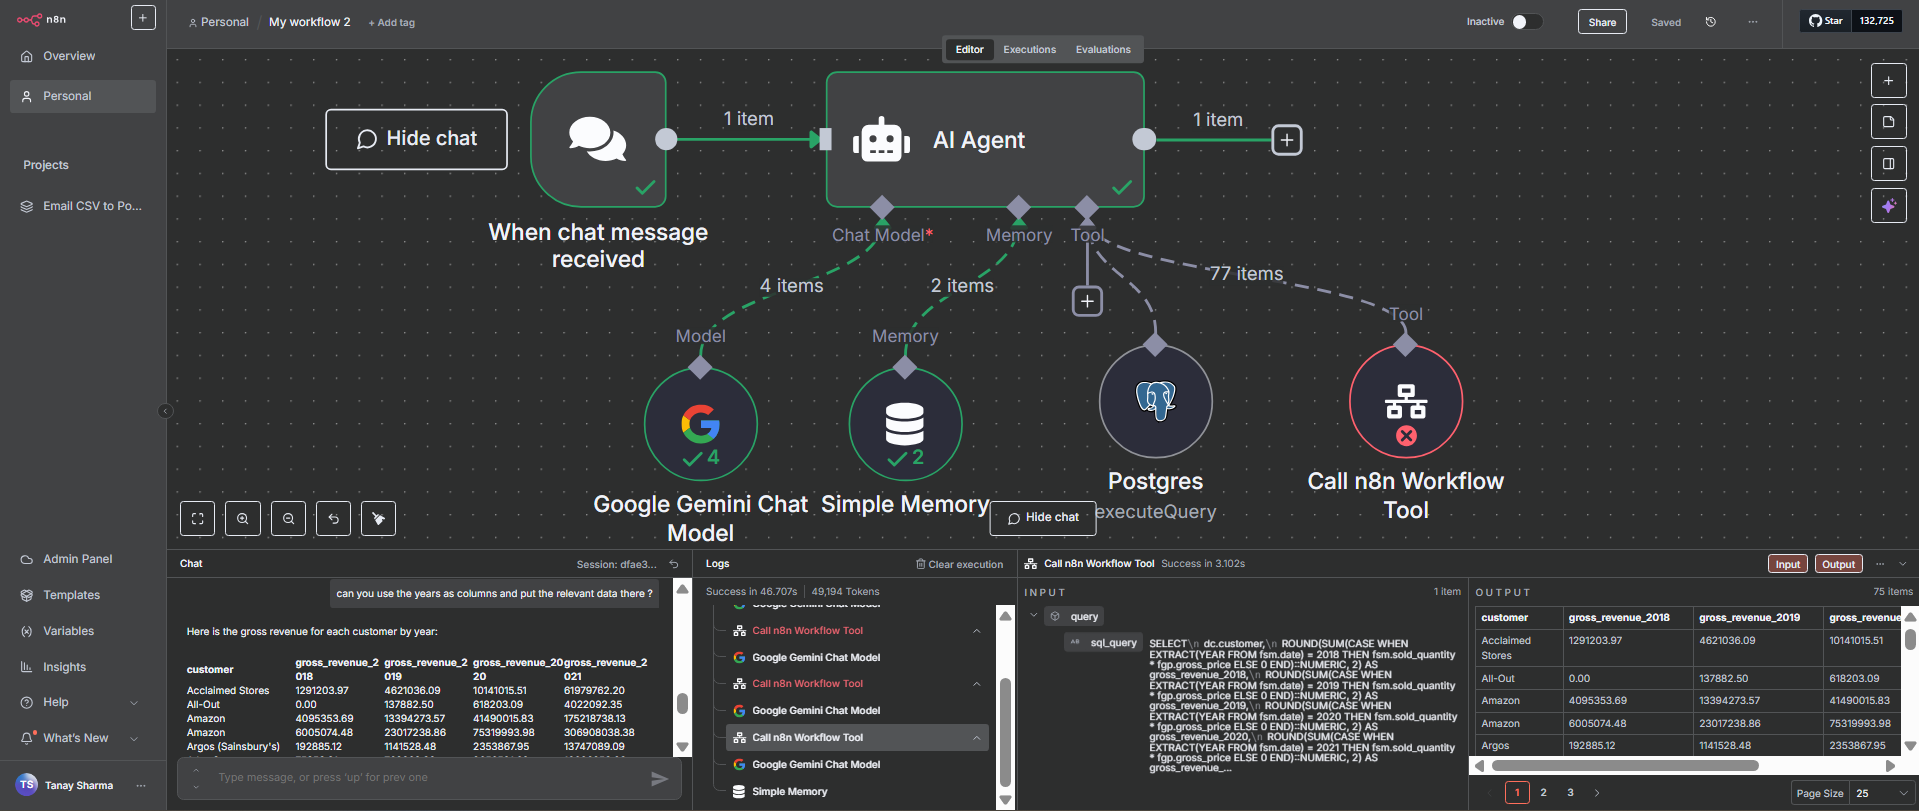 n8n
+
Personal / My workflow 2 + Add tag
Inactive
Share
Saved
...
Star 132,725
Overview
Personal
Projects
Email CSV to Po...
Admin Panel
Templates
Variables
Insights
Help
What's New
TS Tanay Sharma ...
Editor Executions Evaluations
Hide chat
1 item
AI Agent
1 item
When chat message
received
Chat Model*
Memory
Tool
4 items
2 items
77 items
Model
Memory
Tool
4
2
Google Gemini Chat
Model
Simple Memory
Postgres
executeQuery
Call n8n Workflow
Tool
Hide chat
Chat
Session: dfae3...
can you use the years as columns and put the relevant data there ?
Here is the gross revenue for each customer by year:
customer gross_revenue_2018 gross_revenue_2019 gross_revenue_2020 gross_revenue_2021
Acclaimed Stores 1291203.97 4621036.09 10141015.51 61979762.20
All-Out 0.00 137882.50 618203.09 4022092.35
Amazon 4095353.69 13394273.57 41490015.83 175218738.13
Amazon 6005074.48 23017238.86 75319993.98 306908038.38
Argos (Sainsbury's) 192885.12 1141528.48 2353867.95 13747089.09
Type message, or press 'up' for prev one
Logs
Clear execution
Success in 46.707s | 49,194 Tokens
Google Gemini Chat Model
Call n8n Workflow Tool
Google Gemini Chat Model
Call n8n Workflow Tool
Google Gemini Chat Model
Call n8n Workflow Tool
Google Gemini Chat Model
Simple Memory
Call n8n Workflow Tool Success in 3.102s
Input
Output
...
INPUT
1 item
query
AB sql_query
SELECT\n dc.customer,\n ROUND(SUM(CASE WHEN
EXTRACT(YEAR FROM fsm.date) = 2018 THEN fsm.sold_quantity
* fgp.gross_price ELSE 0 END)::NUMERIC, 2) AS
gross_revenue_2018,\n ROUND(SUM(CASE WHEN
EXTRACT(YEAR FROM fsm.date) = 2019 THEN fsm.sold_quantity
* fgp.gross_price ELSE 0 END)::NUMERIC, 2) AS
gross_revenue_2019,\n ROUND(SUM(CASE WHEN
EXTRACT(YEAR FROM fsm.date) = 2020 THEN fsm.sold_quantity
* fgp.gross_price ELSE 0 END)::NUMERIC, 2) AS
gross_revenue_2020,\n ROUND(SUM(CASE WHEN
EXTRACT(YEAR FROM fsm.date) = 2021 THEN fsm.sold_quantity
* fgp.gross_price ELSE 0 END)::NUMERIC, 2) AS
gross_revenue_...
OUTPUT
75 items
customer gross_revenue_2018 gross_revenue_2019 gross_revenue
Acclaimed Stores 1291203.97 4621036.09 10141015.51
All-Out 0.00 137882.50 618203.09
Amazon 4095353.69 13394273.57 41490015.83
Amazon 6005074.48 23017238.86 75319993.98
Argos 192885.12 1141528.48 2353867.95
1 2 3
Page Size 25